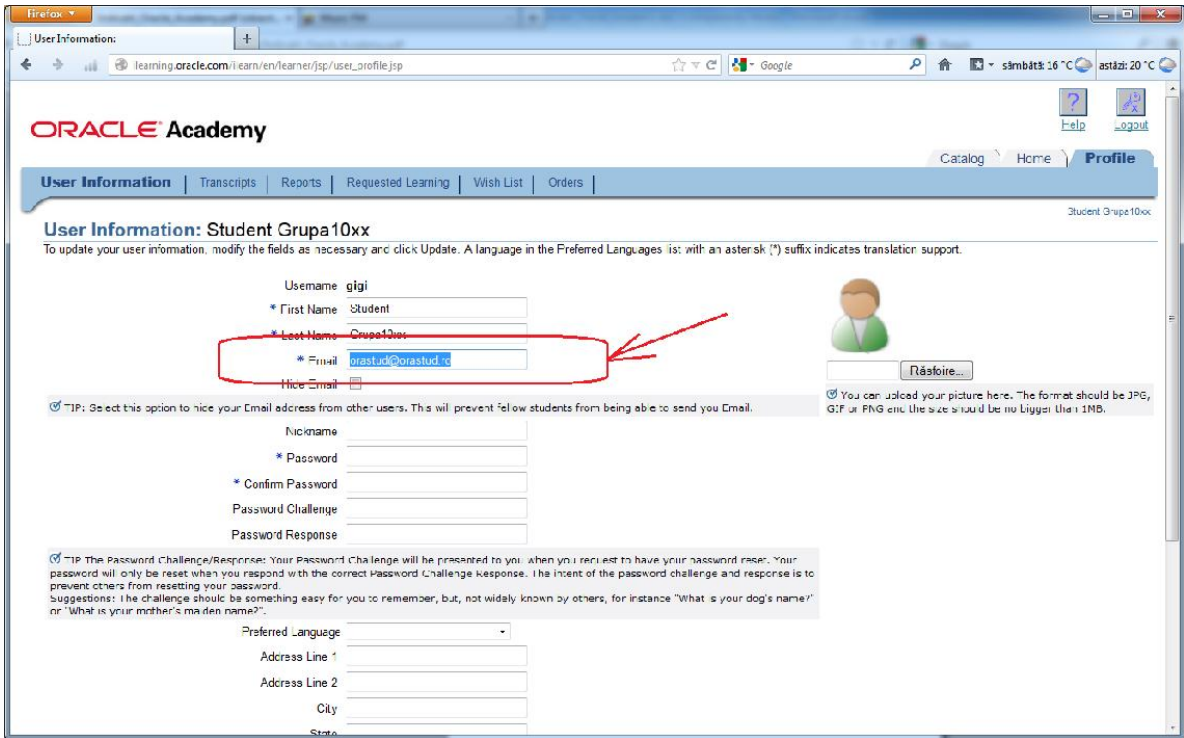 Firefox
User Information:
learning.oracle.com/ilearn/en/learner/jsp/user_profile.jsp
Google
sâmbătă: 16 °C
astăzi: 20 °C
ORACLE Academy
Help
Logout
Catalog
Home
Profile
User Information
Transcripts
Reports
Requested Learning
Wish List
Orders
Student Grupa10xx
User Information: Student Grupa10xx
To update your user information, modify the fields as necessary and click Update. A language in the Preferred Languages list with an asterisk (*) suffix indicates translation support.
Username gigi
* First Name Student
* Last Name Grupa10xx
* Email orastud@orastud.ro
Hide Email
Răsfoire...
TIP: Select this option to hide your Email address from other users. This will prevent fellow students from being able to send you Email.
You can upload your picture here. The format should be JPG,
GIF or PNG and the size should be no bigger than 1MB.
Nickname
* Password
* Confirm Password
Password Challenge
Password Response
TIP The Password Challenge/Response: Your Password Challenge will be presented to you when you request to have your password reset. Your
password will only be reset when you respond with the correct Password Challenge Response. The intent of the password challenge and response is to
prevent others from resetting your password.
Suggestions: The challenge should be something easy for you to remember, but, not widely known by others, for instance "What is your dog's name?"
or "What is your mother's maiden name?".
Preferred Language
Address Line 1
Address Line 2
City
State